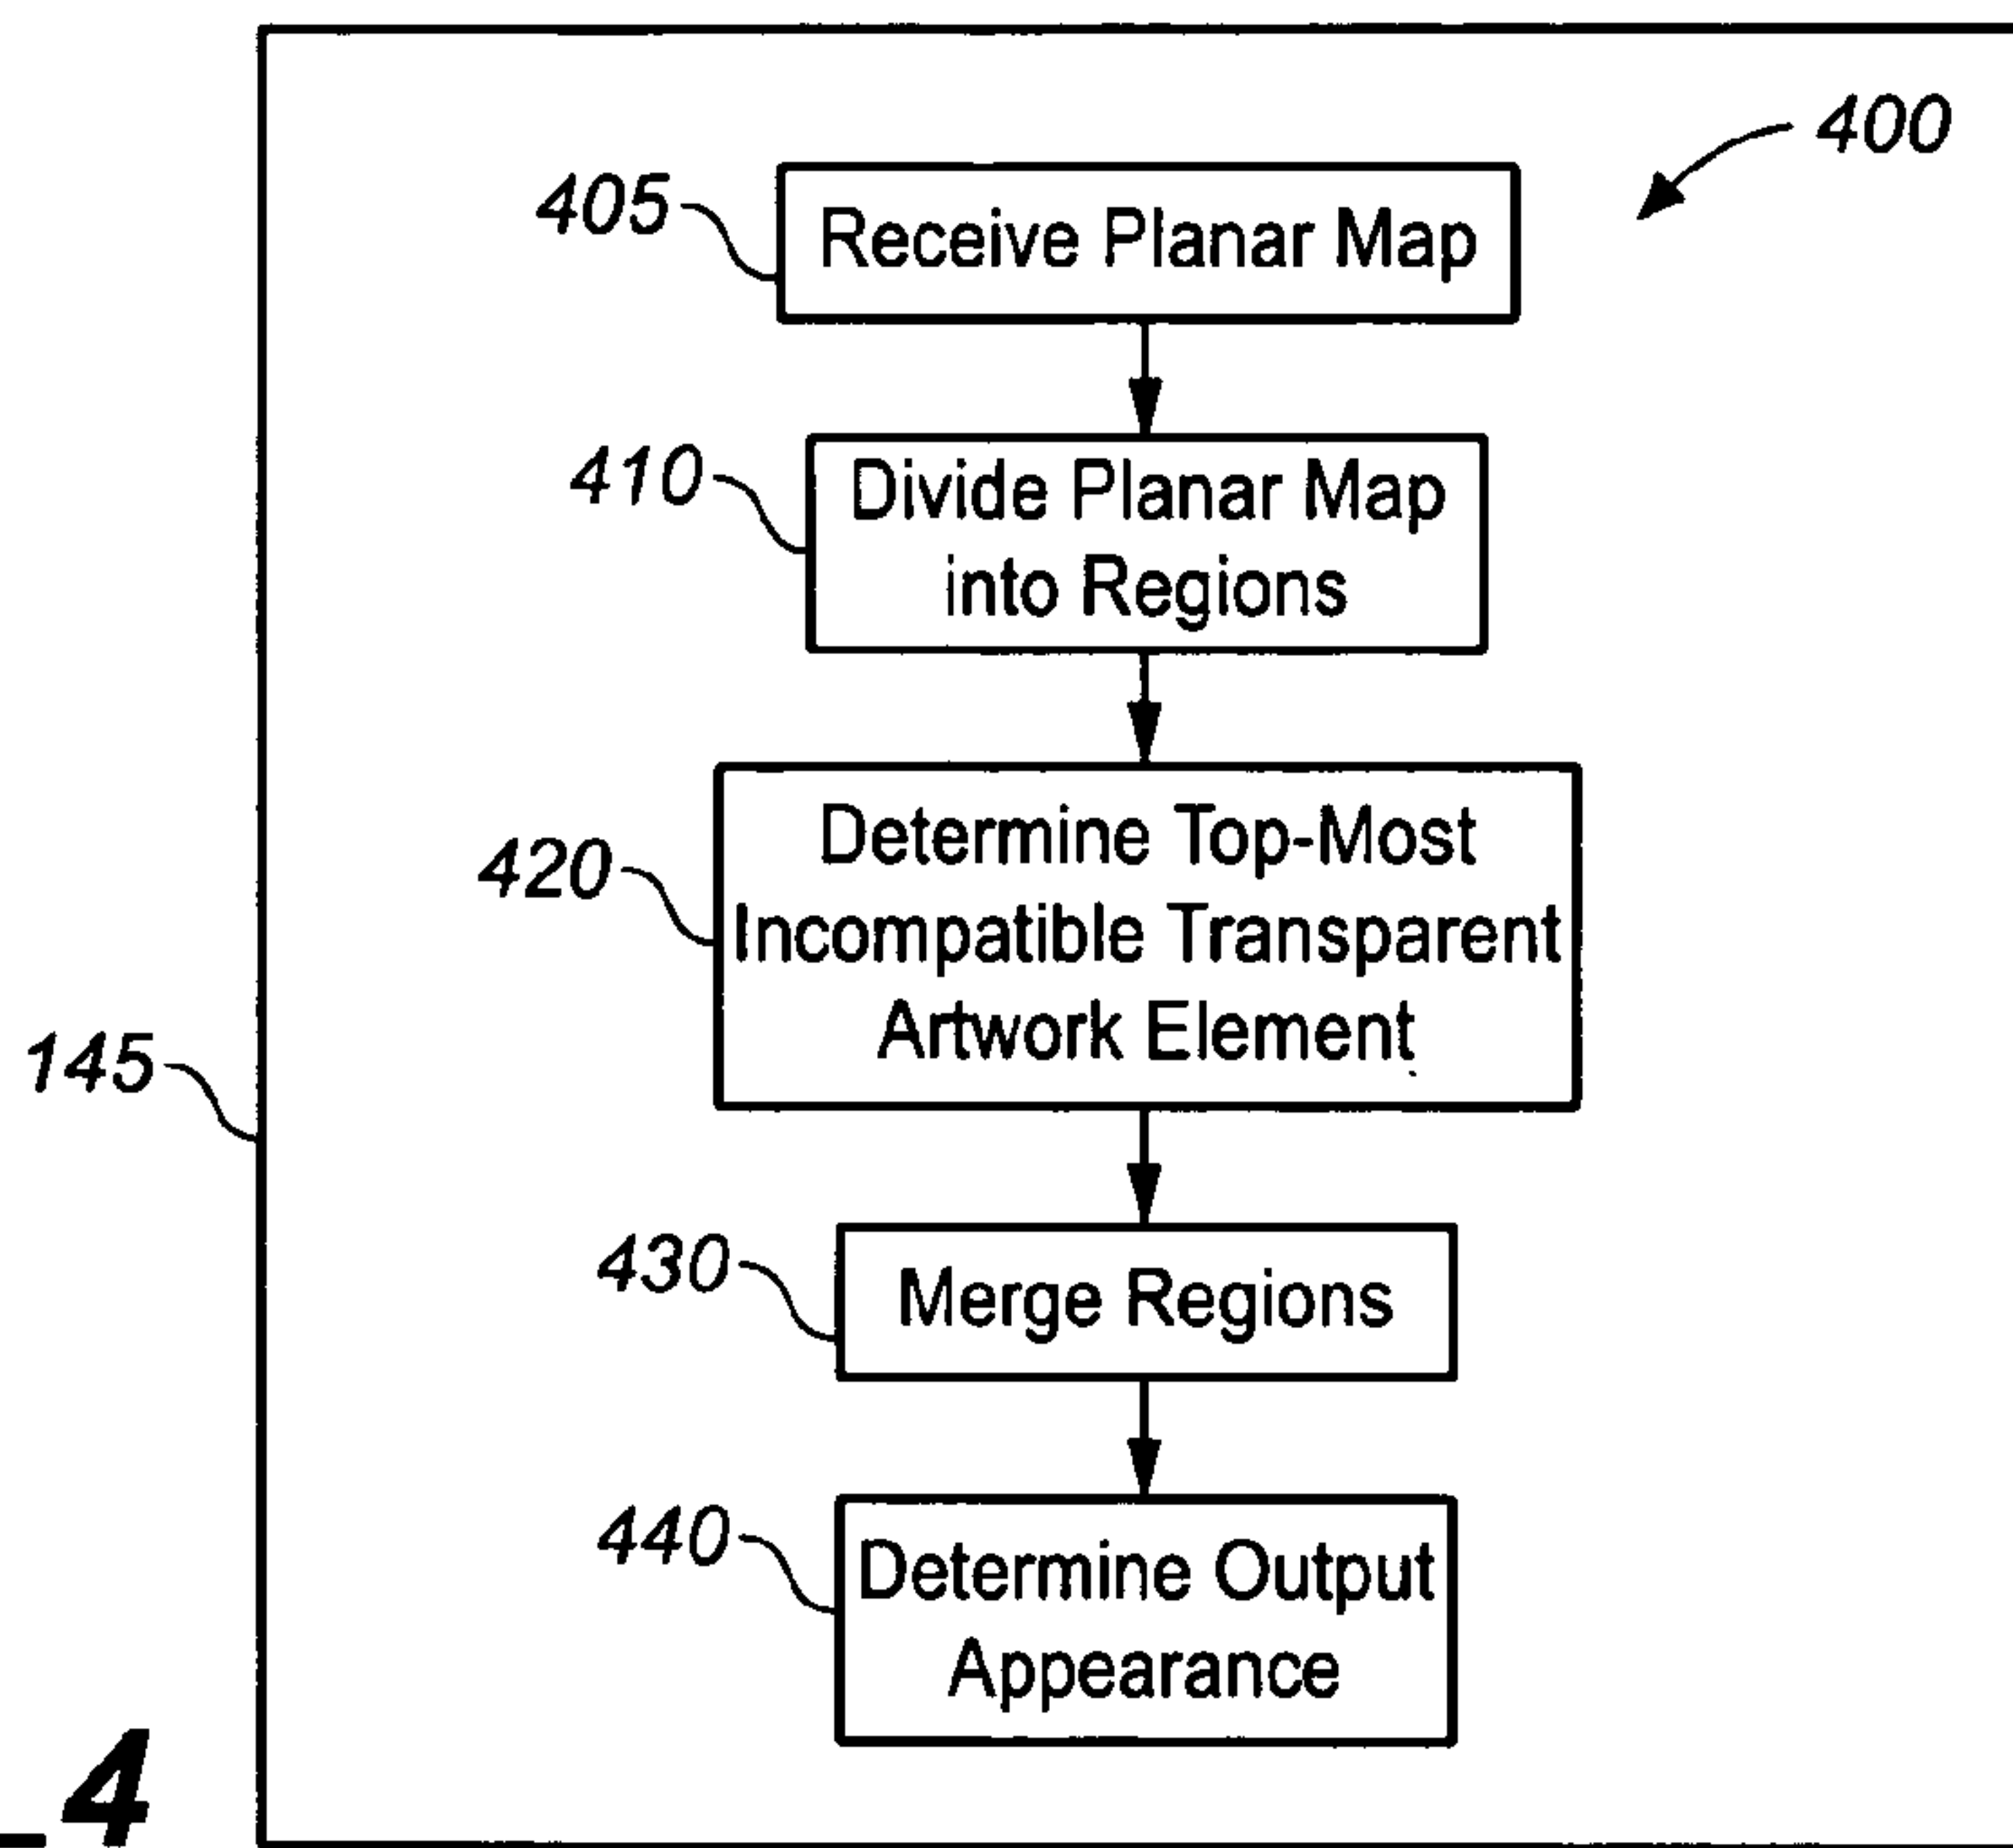 400
405
Receive Planar Map
410
Divide Planar Map
into Regions
420
Determine Top-Most
Incompatible Transparent
Artwork Element
145
430
Merge Regions
440
Determine Output
Appearance
4